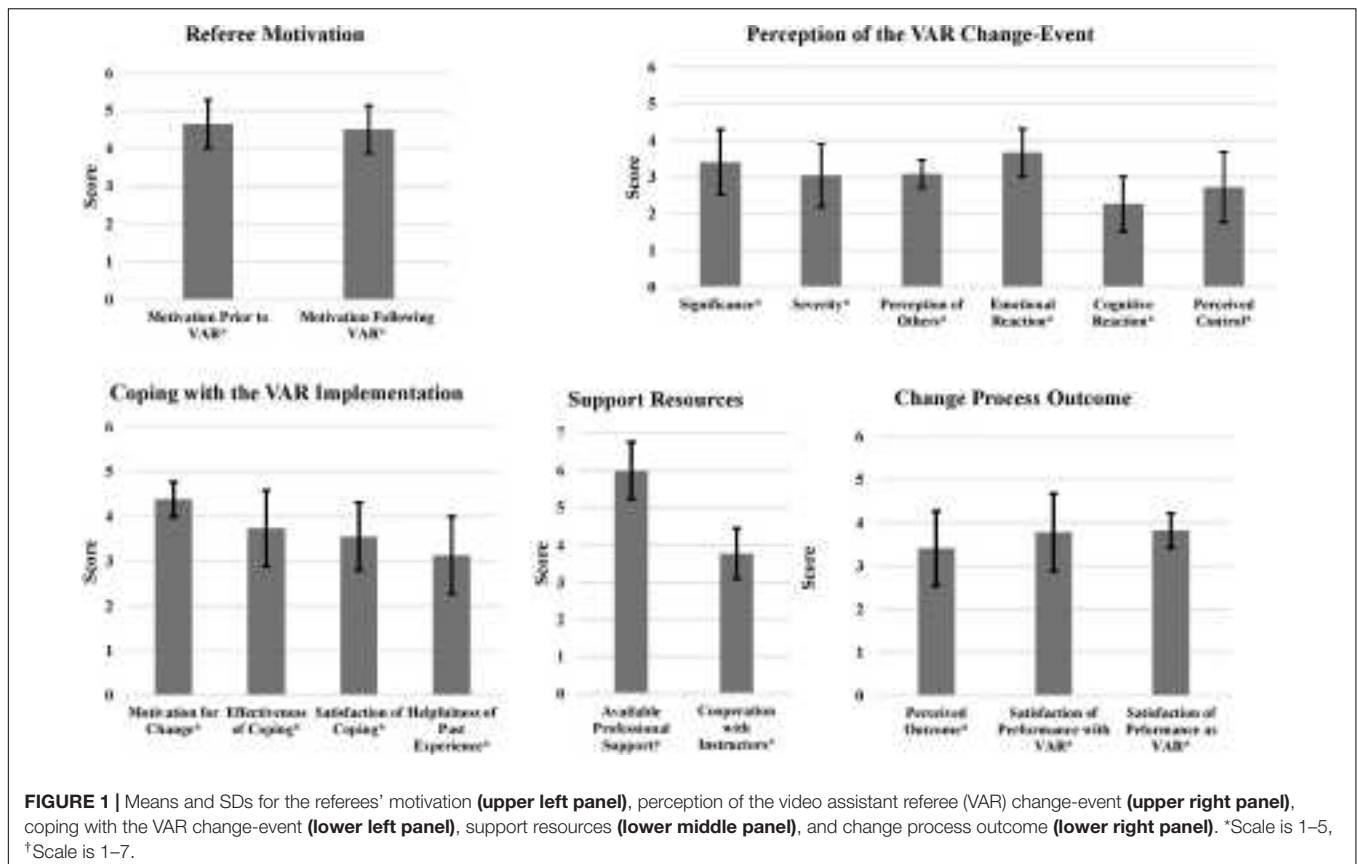 Referee Motivation
6
5
4
3
2
1
0
Score
Motivation Prior to
VAR*
Motivation Following
VAR*
Perception of the VAR Change-Event
6
5
4
3
2
1
0
Score
Significance*
Severity*
Perception of
Others*
Emotional
Reaction*
Cognitive
Reaction*
Perceived
Control*
Coping with the VAR Implementation
6
5
4
3
2
1
0
Score
Motivation for
Change*
Effectiveness
of Coping*
Satisfaction of
Coping*
Helpfulness of
Past
Experience*
Support Resources
7
6
5
4
3
2
1
0
Score
Available
Professional
Support†
Cooperation
with
Instructors*
Change Process Outcome
6
5
4
3
2
1
0
Score
Perceived
Outcome*
Satisfaction of
Performance with
VAR*
Satisfaction of
Peformance as
VAR*
FIGURE 1 | Means and SDs for the referees’ motivation (upper left panel), perception of the video assistant referee (VAR) change-event (upper right panel),
coping with the VAR change-event (lower left panel), support resources (lower middle panel), and change process outcome (lower right panel). *Scale is 1–5,
†Scale is 1–7.